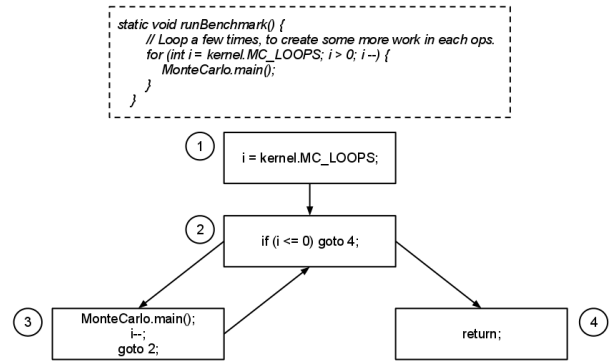 static void runBenchmark() {
// Loop a few times, to create some more work in each ops.
for (int i = kernel.MC_LOOPS; i > 0; i --) {
MonteCarlo.main();
}
}
1
i = kernel.MC_LOOPS;
2
if (i <= 0) goto 4;
3
MonteCarlo.main();
i--;
goto 2;
return;
4